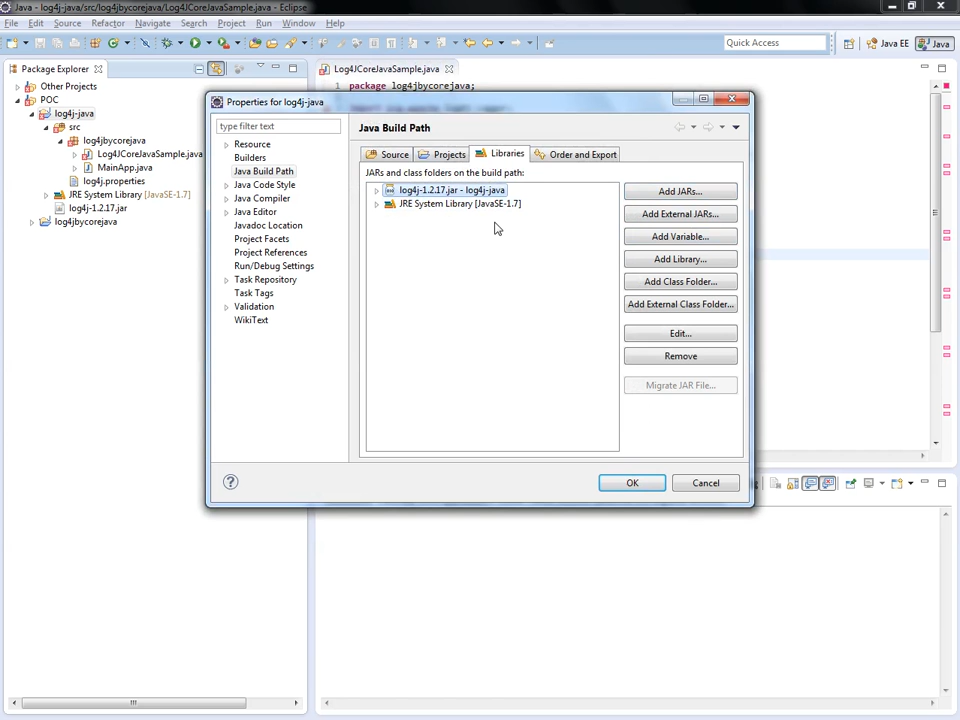 Java - log4j-java/src/log4jbycorejava/Log4JCoreJavaSample.java - Eclipse
File Edit Source Refactor Navigate Search Project Run Window Help
Quick Access
Java EE
Java
Package Explorer
Other Projects
POC
log4j-java
src
log4jbycorejava
Log4JCoreJavaSample.java
MainApp.java
log4j.properties
JRE System Library [JavaSE-1.7]
log4j-1.2.17.jar
log4jbycorejava
Log4JCoreJavaSample.java
1 package log4jbycorejava;
Properties for log4j-java
type filter text
Resource
Builders
Java Build Path
Java Code Style
Java Compiler
Java Editor
Javadoc Location
Project Facets
Project References
Run/Debug Settings
Task Repository
Task Tags
Validation
WikiText
Java Build Path
Source
Projects
Libraries
Order and Export
JARs and class folders on the build path:
log4j-1.2.17.jar - log4j-java
JRE System Library [JavaSE-1.7]
Add JARs...
Add External JARs...
Add Variable...
Add Library...
Add Class Folder...
Add External Class Folder...
Edit...
Remove
Migrate JAR File...
OK
Cancel